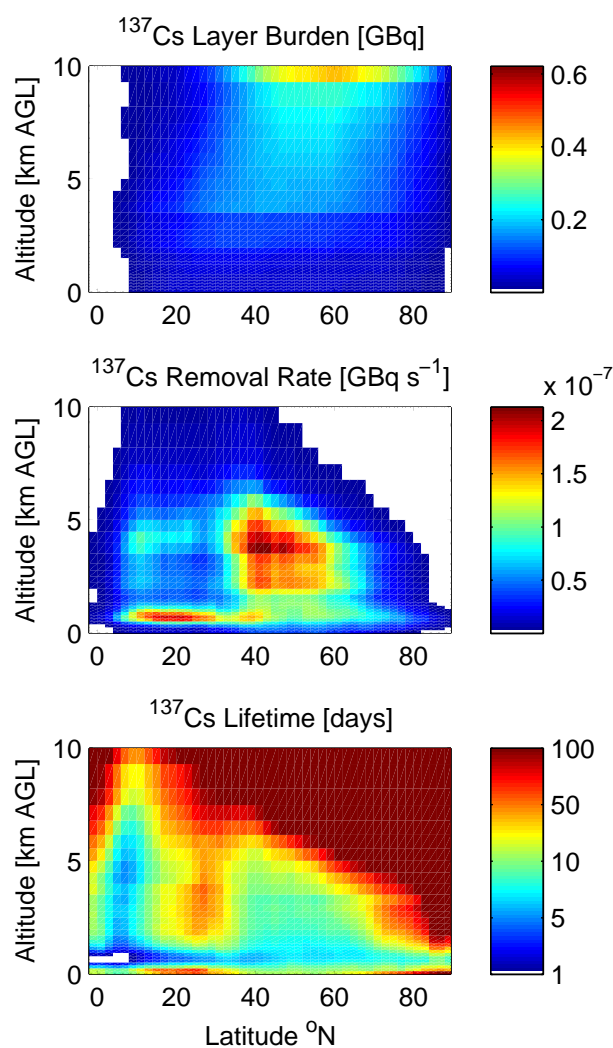 ¹³⁷Cs Layer Burden [GBq]
10
5
0
Altitude [km AGL]
0 20 40 60 80
0.6
0.4
0.2
¹³⁷Cs Removal Rate [GBq s⁻¹]
x 10⁻⁷
10
5
0
Altitude [km AGL]
0 20 40 60 80
2
1.5
1
0.5
¹³⁷Cs Lifetime [days]
10
5
0
Altitude [km AGL]
0 20 40 60 80
Latitude ᵒN
100
50
10
5
1